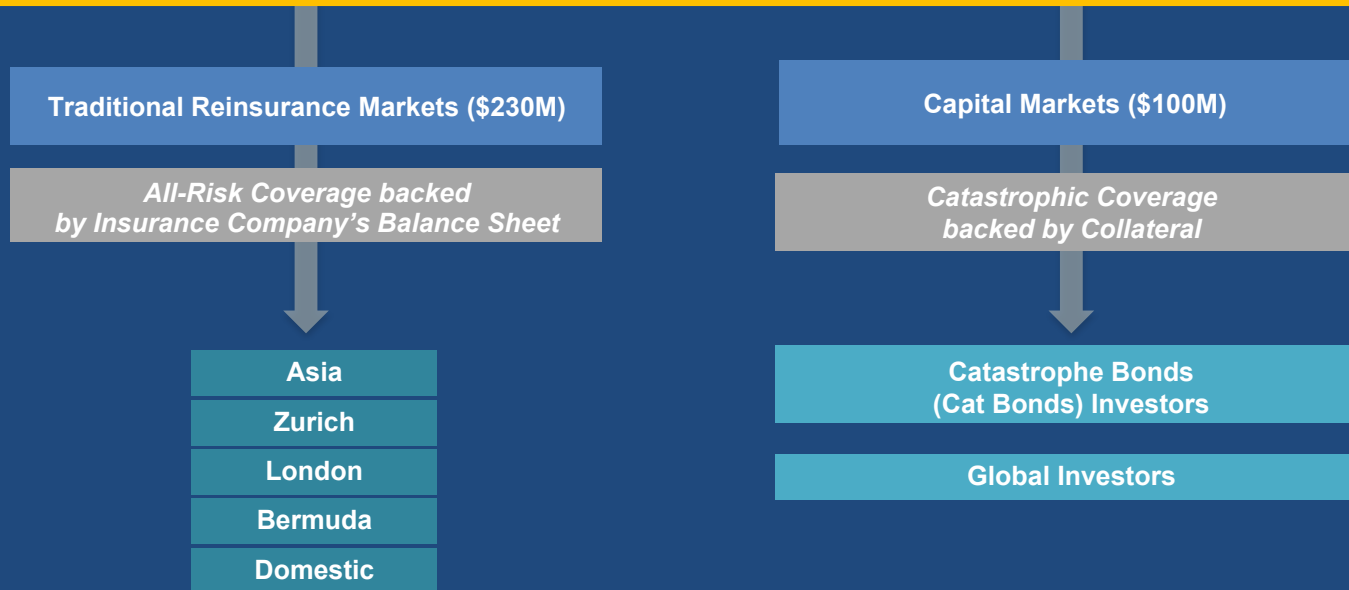 Traditional Reinsurance Markets ($230M)
All-Risk Coverage backed
by Insurance Company’s Balance Sheet
Asia
Zurich
London
Bermuda
Domestic
Capital Markets ($100M)
Catastrophic Coverage
backed by Collateral
Catastrophe Bonds
(Cat Bonds) Investors
Global Investors